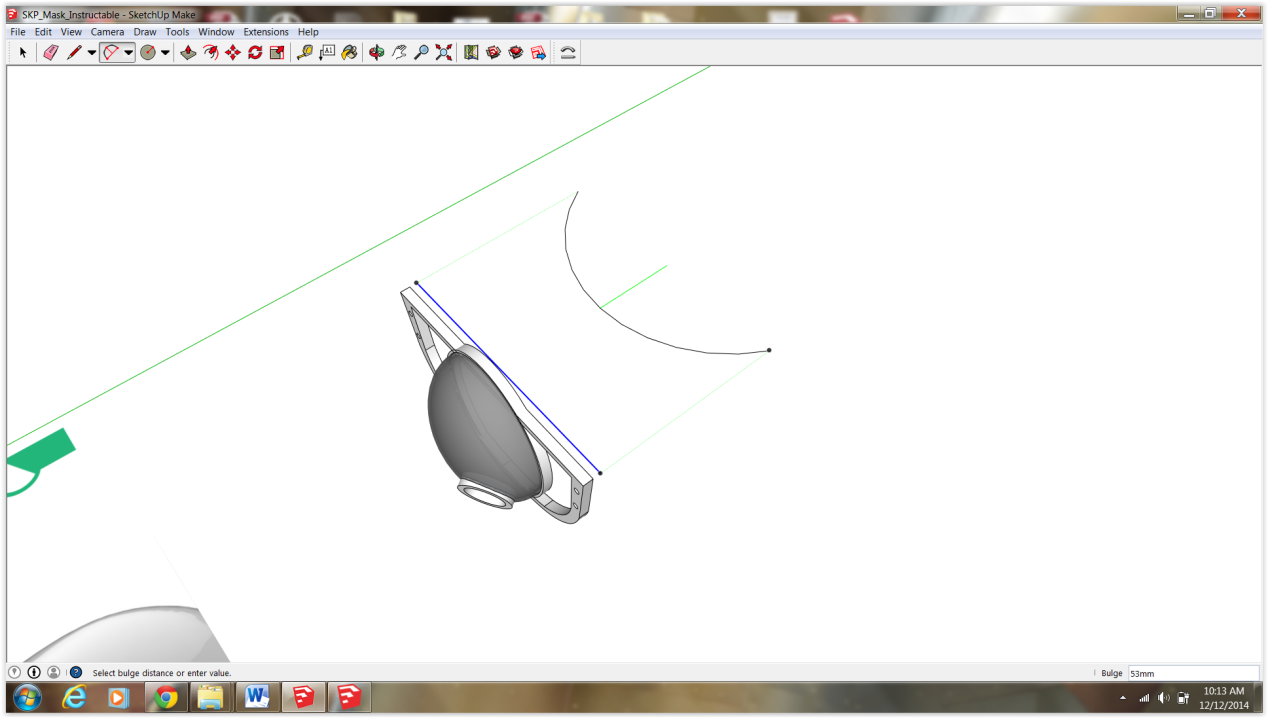 SKP_Mask_Instructable - SketchUp Make
File Edit View Camera Draw Tools Window Extensions Help
A1
Select bulge distance or enter value.
Bulge 53mm
10:13 AM
12/12/2014